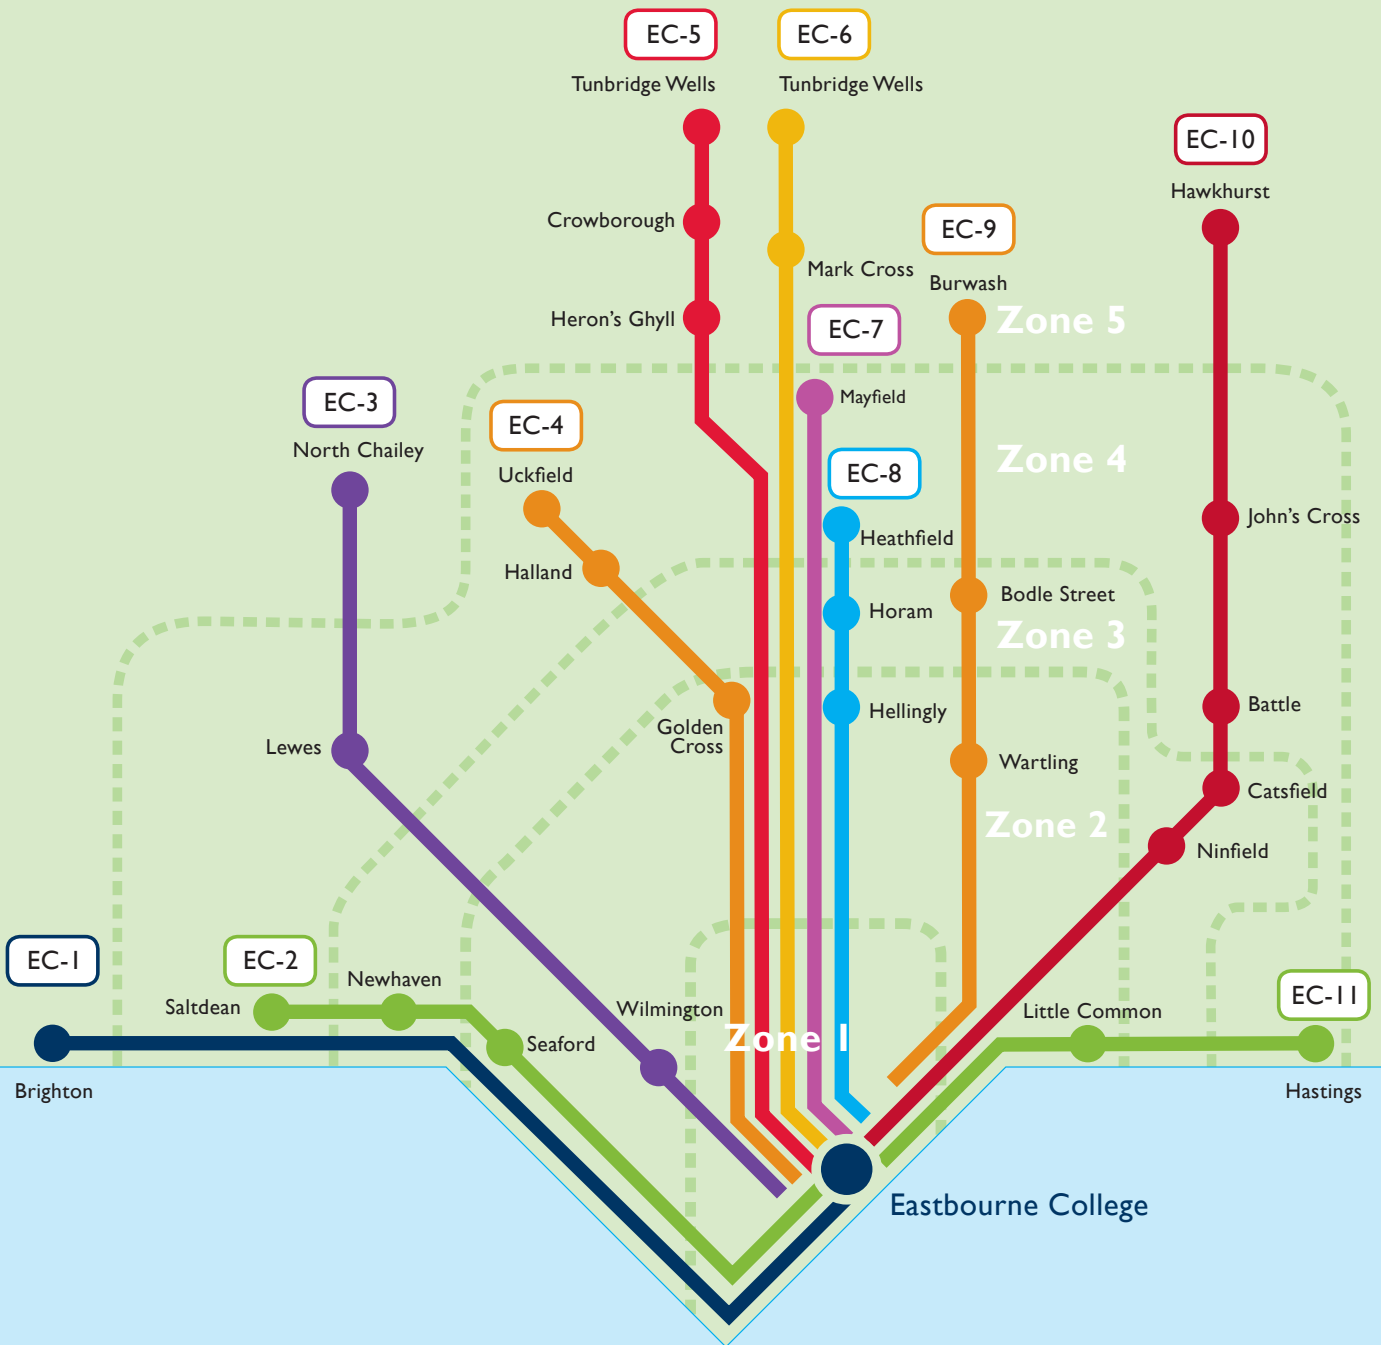 EC-5
EC-6
Tunbridge Wells
Tunbridge Wells
EC-10
Hawkhurst
Crowborough
EC-9
Mark Cross
Burwash
Heron's Ghyll
Zone 5
EC-7
EC-3
Mayfield
EC-4
North Chailey
Zone 4
Uckfield
EC-8
John's Cross
Heathfield
Halland
Bodle Street
Horam
Zone 3
Battle
Hellingly
Golden
Cross
Lewes
Wartling
Catsfield
Zone 2
Ninfield
EC-1
EC-2
Newhaven
EC-11
Saltdean
Wilmington
Little Common
Zone 1
Seaford
Brighton
Hastings
Eastbourne College